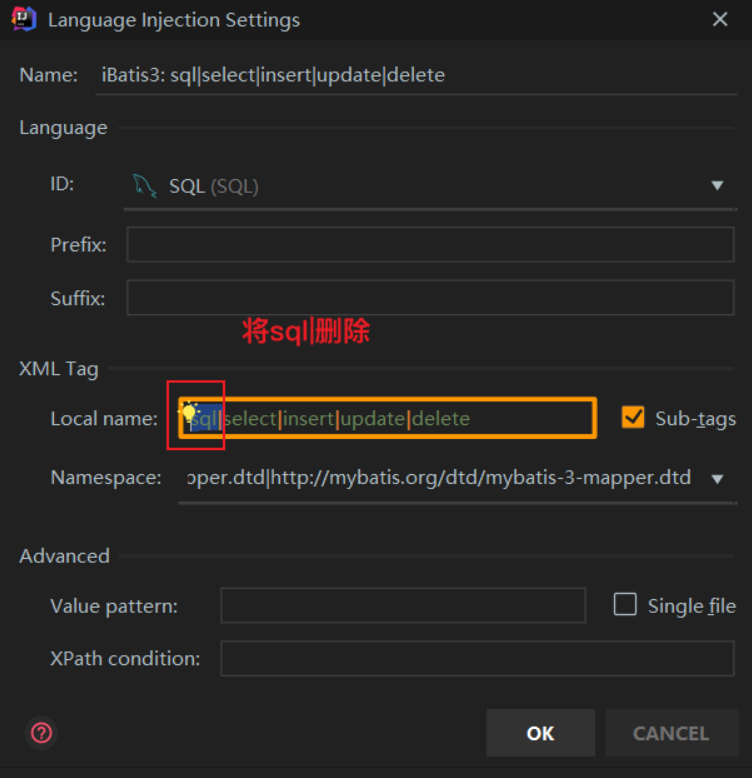 Language Injection Settings
Name: iBatis3: sql|select|insert|update|delete
Language
ID: SQL (SQL)
Prefix:
Suffix:
将sql|删除
XML Tag
Local name: sql|select|insert|update|delete Sub-tags
Namespace: pper.dtd|http://mybatis.org/dtd/mybatis-3-mapper.dtd
Advanced
Value pattern: Single file
XPath condition:
OK CANCEL